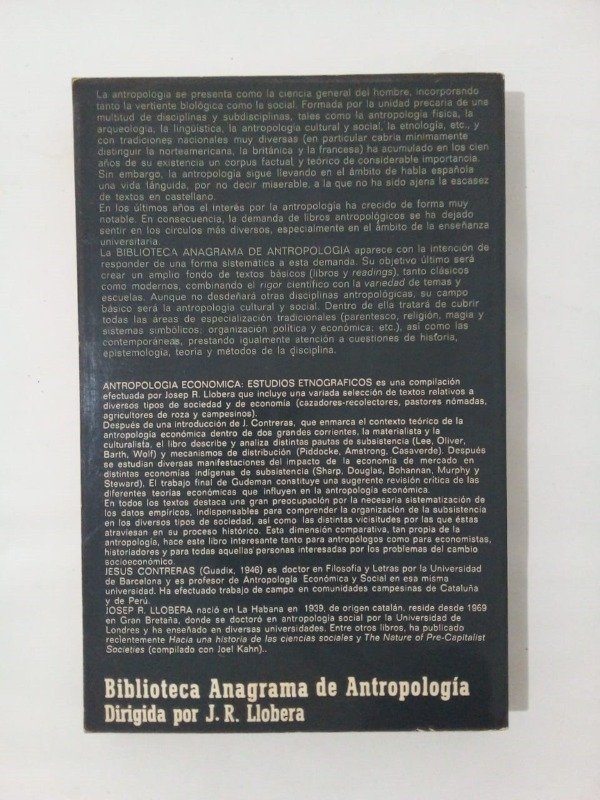 La antropología se presenta como la ciencia general del hombre, incorporando
tanto la vertiente biológica como la social. Formada por la unidad precaria de una
multitud de disciplinas y subdisciplinas, tales como la antropología física, la
arqueología, la lingüística, la antropología cultural y social, la etnología, etc., y
con tradiciones nacionales muy diversas (en particular cabría mínimamente
distinguir la norteamericana, la británica y la francesa) ha acumulado en los cien
años de su existencia un corpus factual y teórico de considerable importancia.
Sin embargo, la antropología sigue llevando en el ámbito de habla española
una vida lánguida, por no decir miserable, a la que no ha sido ajena la escasez
de textos en castellano.
En los últimos años el interés por la antropología ha crecido de forma muy
notable. En consecuencia, la demanda de libros antropológicos se ha dejado
sentir en los círculos más diversos, especialmente en el ámbito de la enseñanza
universitaria.
La BIBLIOTECA ANAGRAMA DE ANTROPOLOGIA aparece con la intención de
responder de una forma sistemática a esta demanda. Su objetivo último será
crear un amplio fondo de textos básicos (libros y readings), tanto clásicos
como modernos, combinando el rigor científico con la variedad de temas y
escuelas. Aunque no desdeñará otras disciplinas antropológicas, su campo
básico será la antropología cultural y social. Dentro de ella tratará de cubrir
todas las áreas de especialización tradicionales (parentesco, religión, magia y
sistemas simbólicos; organización política y económica; etc.), así como las
contemporáneas, prestando igualmente atención a cuestiones de historia,
epistemología, teoría y métodos de la disciplina.
ANTROPOLOGIA ECONOMICA: ESTUDIOS ETNOGRAFICOS es una compilación
efectuada por Josep R. Llobera que incluye una variada selección de textos relativos a
diversos tipos de sociedad y de economía (cazadores-recolectores, pastores nómadas,
agricultores de roza y campesinos).
Después de una introducción de J. Contreras, que enmarca el contexto teórico de la
antropología económica dentro de dos grandes corrientes, la materialista y la
culturalista, el libro describe y analiza distintas pautas de subsistencia (Lee, Oliver,
Barth, Wolf) y mecanismos de distribución (Piddocke, Amstrong, Casaverde). Después
se estudian diversas manifestaciones del impacto de la economía de mercado en
distintas economías indígenas de subsistencia (Sharp, Douglas, Bohannan, Murphy y
Steward). El trabajo final de Gudeman constituye una sugerente revisión crítica de las
diferentes teorías económicas que influyen en la antropología económica.
En todos los textos destaca una gran preocupación por la necesaria sistematización de
los datos empíricos, indispensables para comprender la organización de la subsistencia
en los diversos tipos de sociedad, así como las distintas vicisitudes por las que éstas
atraviesan en su proceso histórico. Esta dimensión comparativa, tan propia de la
antropología, hace este libro interesante tanto para antropólogos como para economistas,
historiadores y para todas aquellas personas interesadas por los problemas del cambio
socioeconómico.
JESUS CONTRERAS (Guadix, 1946) es doctor en Filosofía y Letras por la Universidad
de Barcelona y es profesor de Antropología Económica y Social en esa misma
universidad. Ha efectuado trabajo de campo en comunidades campesinas de Cataluña
y de Perú.
JOSEP R. LLOBERA nació en La Habana en 1939, de origen catalán, reside desde 1969
en Gran Bretaña, donde se doctoró en antropología social por la Universidad de
Londres y ha enseñado en diversas universidades. Entre otros libros, ha publicado
recientemente Hacia una historia de las ciencias sociales y The Nature of Pre-Capitalist
Societies (compilado con Joel Kahn)..
Biblioteca Anagrama de Antropología
Dirigida por J. R. Llobera